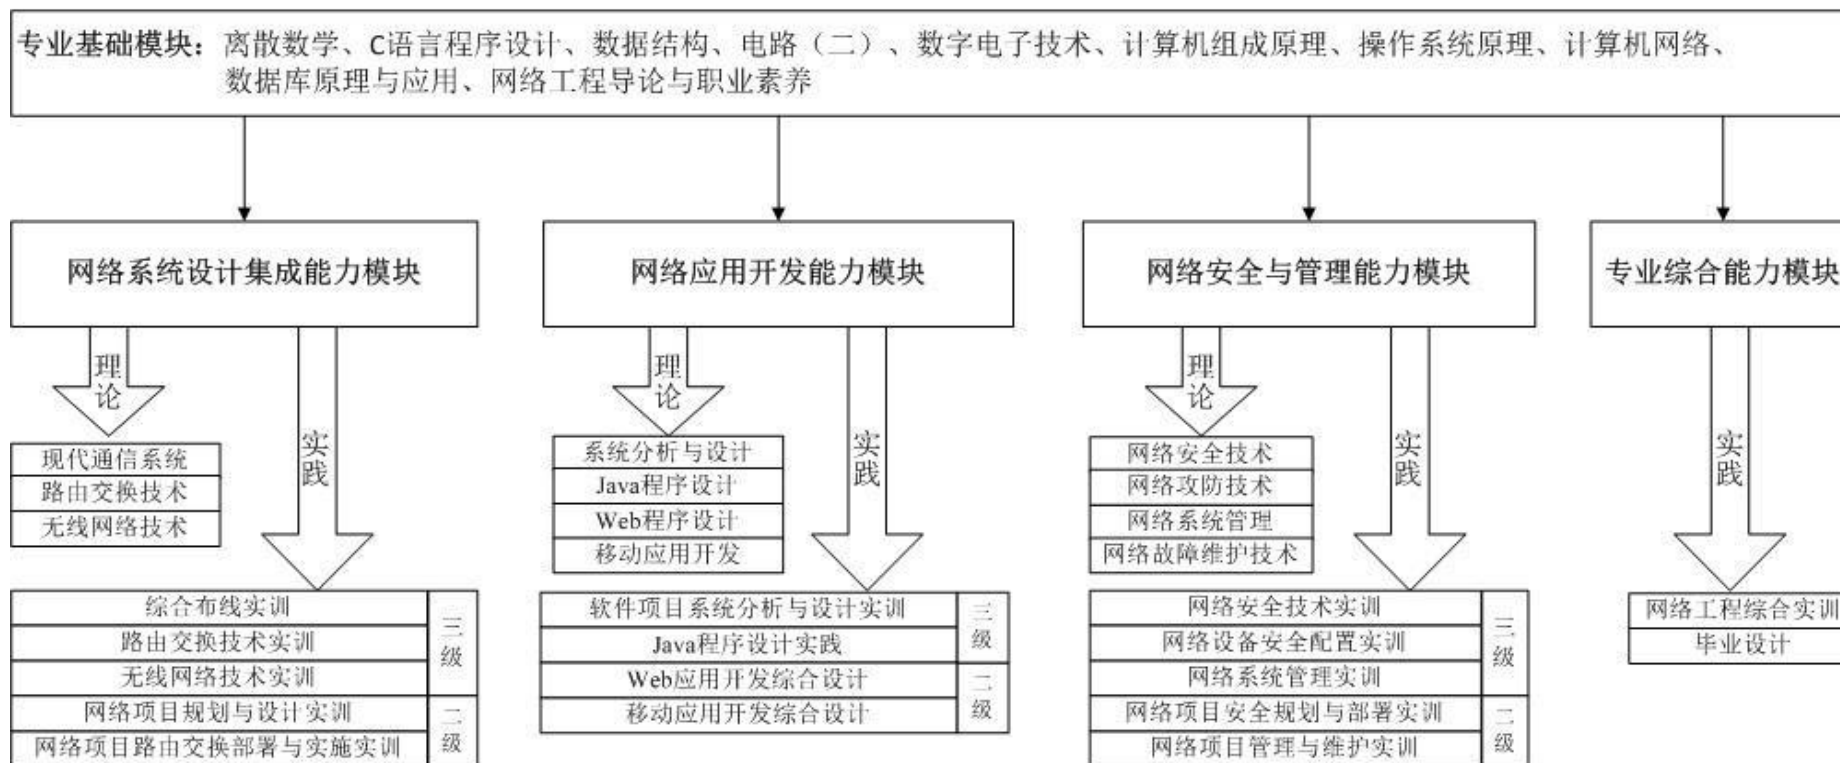 专业基础模块：离散数学、C语言程序设计、数据结构、电路（二）、数字电子技术、计算机组成原理、操作系统原理、计算机网络、
数据库原理与应用、网络工程导论与职业素养
网络系统设计集成能力模块
网络应用开发能力模块
网络安全与管理能力模块
专业综合能力模块
理论
实践
现代通信系统
路由交换技术
无线网络技术
综合布线实训
路由交换技术实训
无线网络技术实训
三级
网络项目规划与设计实训
网络项目路由交换部署与实施实训
二级
理论
实践
系统分析与设计
Java程序设计
Web程序设计
移动应用开发
软件项目系统分析与设计实训
Java程序设计实践
三级
Web应用开发综合设计
移动应用开发综合设计
二级
理论
实践
网络安全技术
网络攻防技术
网络系统管理
网络故障维护技术
网络安全技术实训
网络设备安全配置实训
网络系统管理实训
三级
网络项目安全规划与部署实训
网络项目管理与维护实训
二级
实践
网络工程综合实训
毕业设计